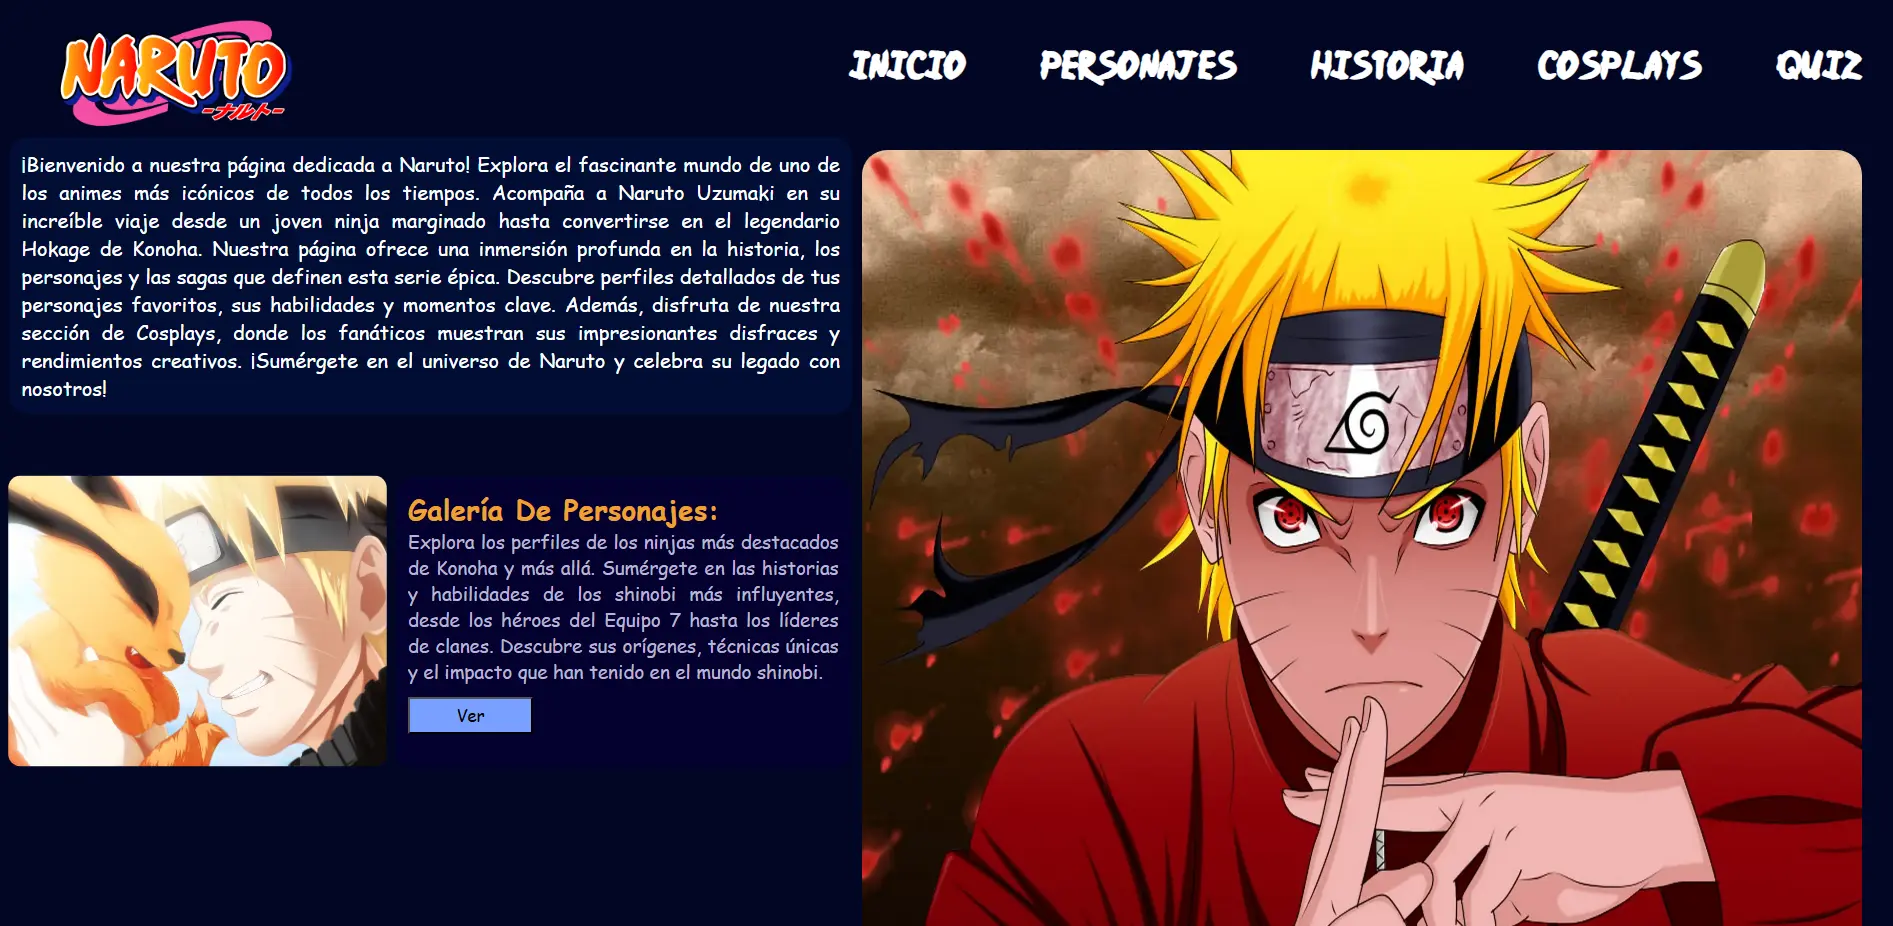 NARUTO
-ナルト-
INICIO PERSONAJES HISTORIA COSPLAYS QUIZ
¡Bienvenido a nuestra página dedicada a Naruto! Explora el fascinante mundo de uno de
los animes más icónicos de todos los tiempos. Acompaña a Naruto Uzumaki en su
increíble viaje desde un joven ninja marginado hasta convertirse en el legendario
Hokage de Konoha. Nuestra página ofrece una inmersión profunda en la historia, los
personajes y las sagas que definen esta serie épica. Descubre perfiles detallados de tus
personajes favoritos, sus habilidades y momentos clave. Además, disfruta de nuestra
sección de Cosplays, donde los fanáticos muestran sus impresionantes disfraces y
rendimientos creativos. ¡Sumérgete en el universo de Naruto y celebra su legado con
nosotros!
Galería De Personajes:
Explora los perfiles de los ninjas más destacados
de Konoha y más allá. Sumérgete en las historias
y habilidades de los shinobi más influyentes,
desde los héroes del Equipo 7 hasta los líderes
de clanes. Descubre sus orígenes, técnicas únicas
y el impacto que han tenido en el mundo shinobi.
Ver